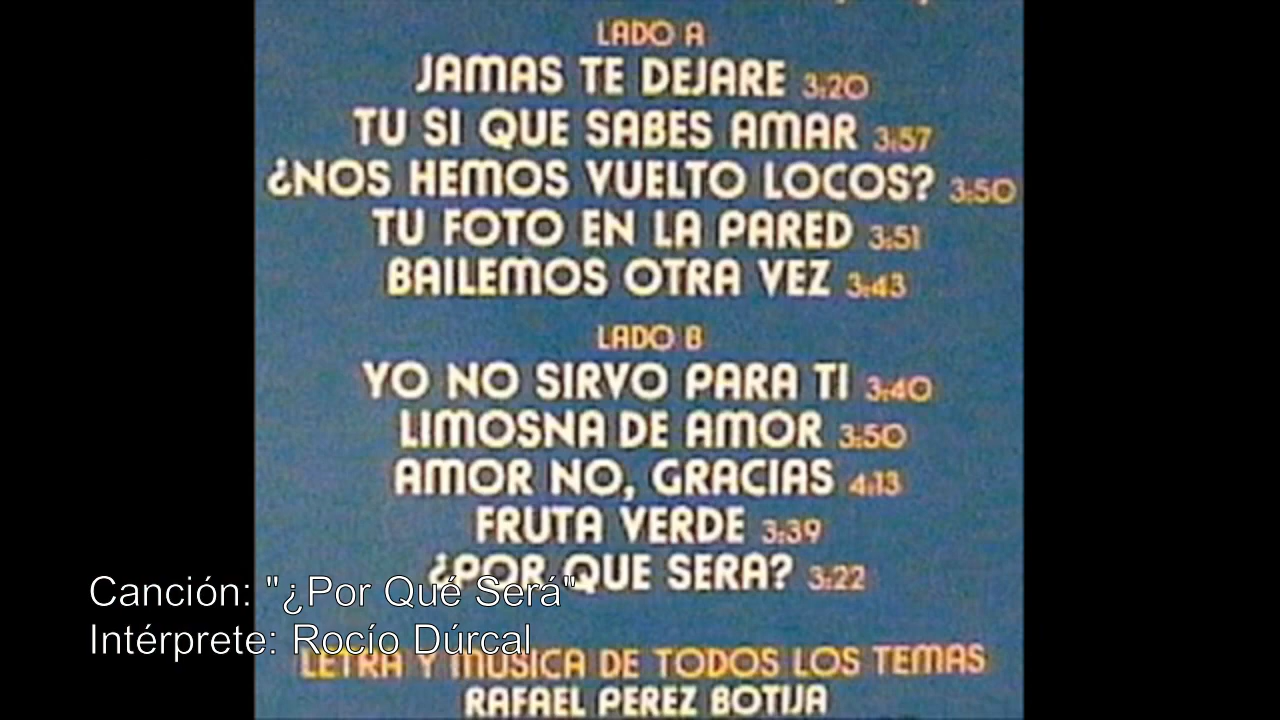 LADO A
JAMAS TE DEJARE 3:20
TU SI QUE SABES AMAR 3:57
¿NOS HEMOS VUELTO LOCOS? 3:50
TU FOTO EN LA PARED 3:51
BAILEMOS OTRA VEZ 3:43
LADO B
YO NO SIRVO PARA TI 3:40
LIMOSNA DE AMOR 3:50
AMOR NO, GRACIAS 4:13
FRUTA VERDE 3:39
¿POR QUE SERA? 3:22
Canción: "¿Por Qué Será"
Intérprete: Rocío Dúrcal
LETRA Y MUSICA DE TODOS LOS TEMAS
RAFAEL PEREZ BOTIJA